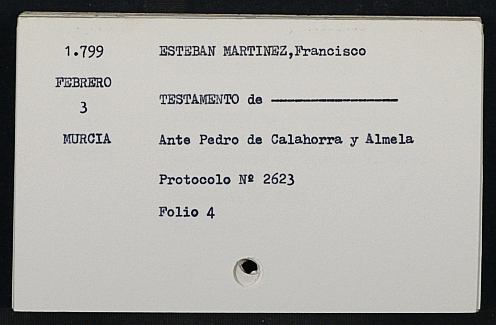 1.799 ESTEBAN MARTINEZ,Francisco
FEBRERO
3 TESTAMENTO de ------------------
MURCIA Ante Pedro de Calahorra y Almela
Protocolo Nº 2623
Folio 4